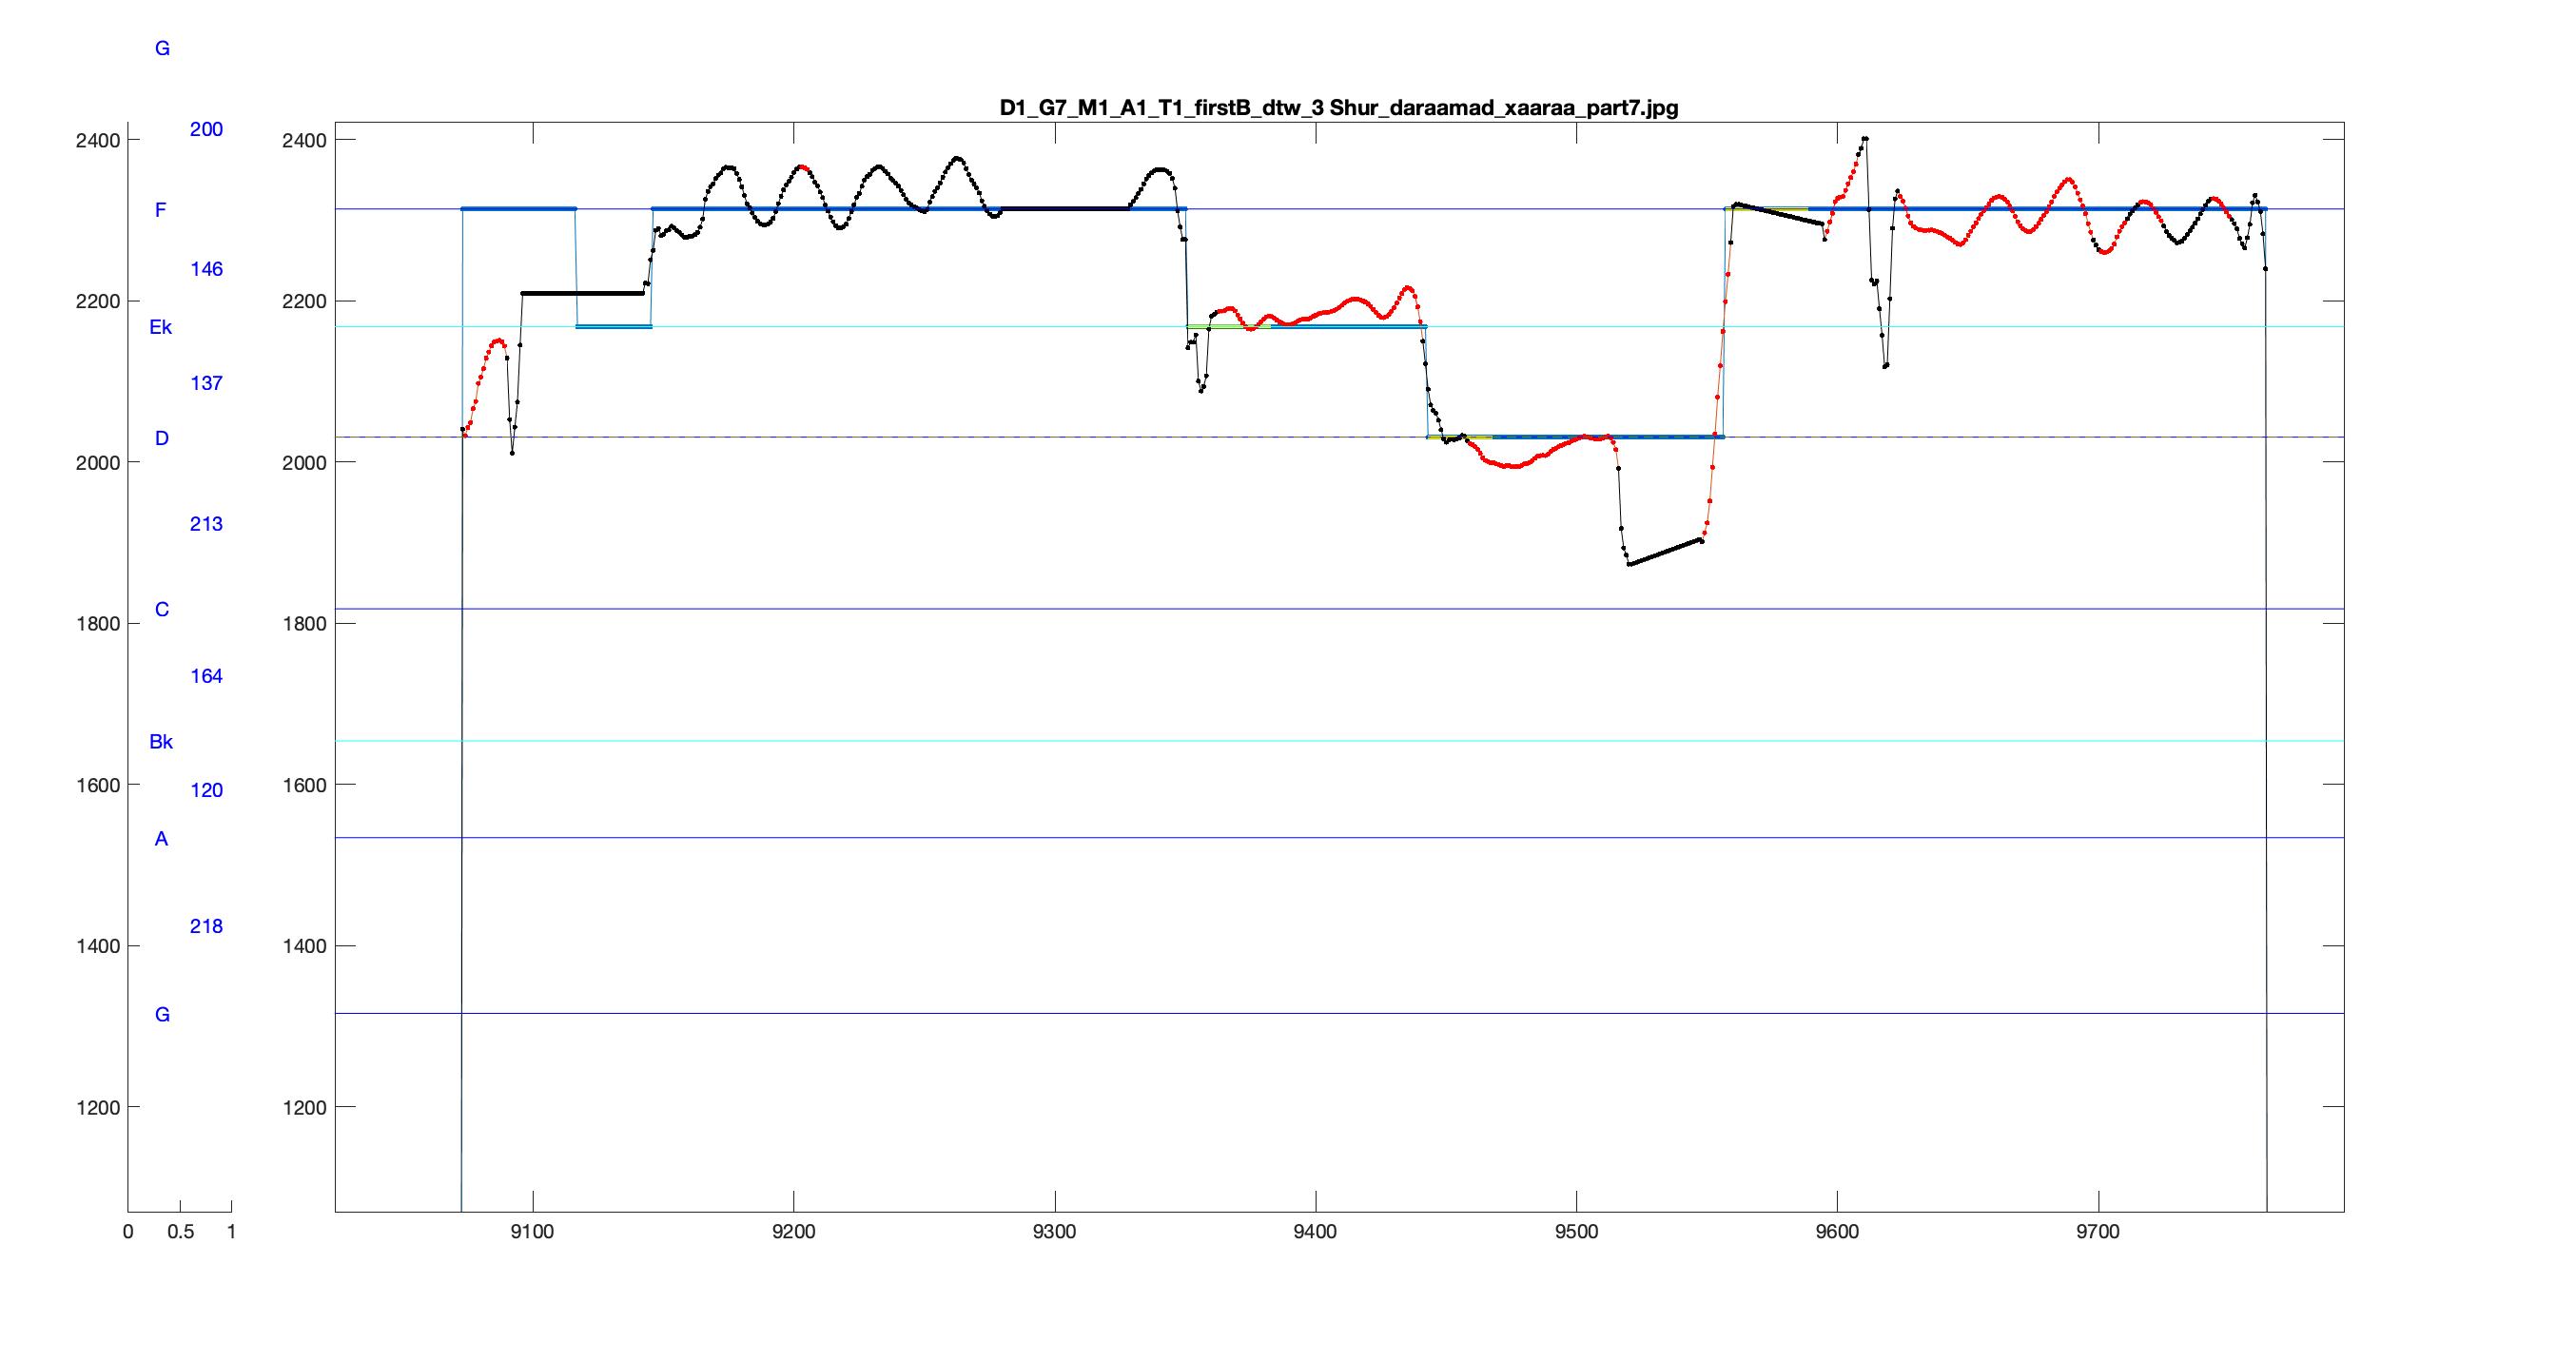 G
D1_G7_M1_A1_T1_firstB_dtw_3 Shur_daraamad_xaaraa_part7.jpg
2400 200 2400
F
146
2200 2200
Ek
137
D
2000 2000
213
C
1800 1800
164
Bk
1600 120 1600
A
218
1400 1400
G
1200 1200
0 0.5 1 9100 9200 9300 9400 9500 9600 9700